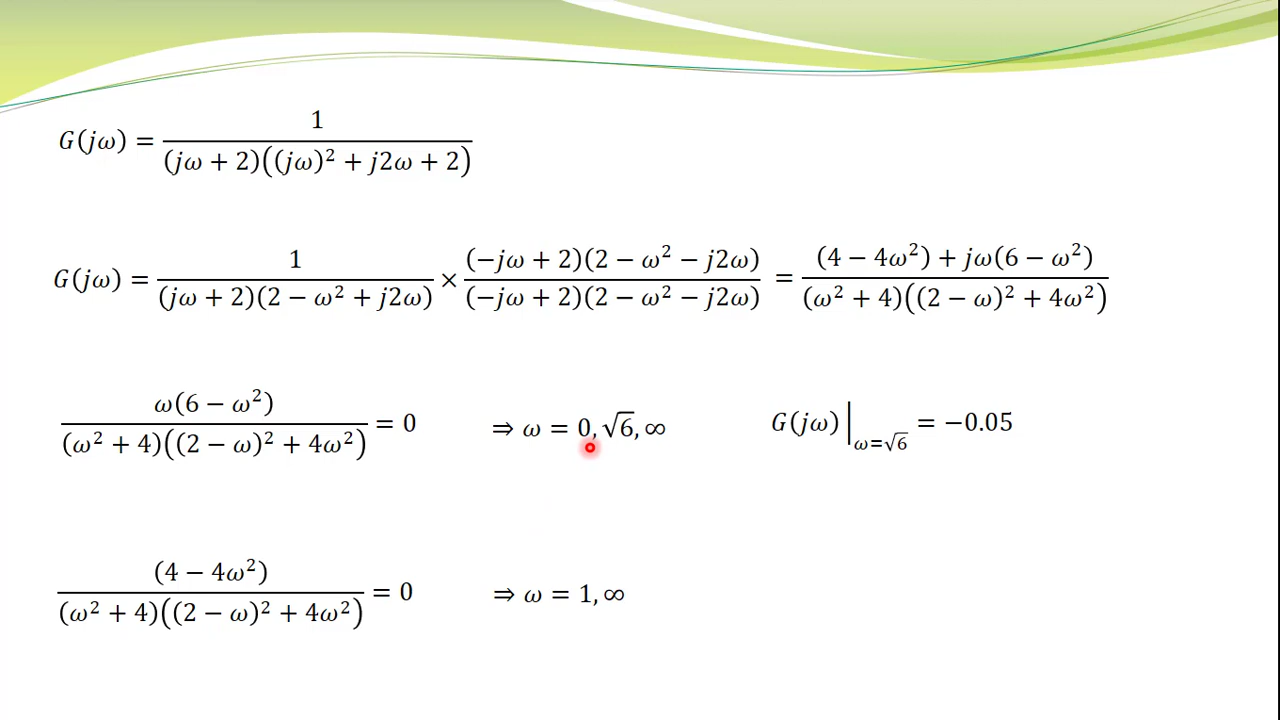 G(jω) = 1 / (jω + 2)((jω)² + j2ω + 2)
G(jω) = 1 / (jω + 2)(2 − ω² + j2ω) × (−jω + 2)(2 − ω² − j2ω) / (−jω + 2)(2 − ω² − j2ω) = (4 − 4ω²) + jω(6 − ω²) / (ω² + 4)((2 − ω)² + 4ω²)
ω(6 − ω²) / (ω² + 4)((2 − ω)² + 4ω²) = 0 ⇒ ω = 0, √6, ∞ G(jω)|ω=√6 = −0.05
(4 − 4ω²) / (ω² + 4)((2 − ω)² + 4ω²) = 0 ⇒ ω = 1, ∞